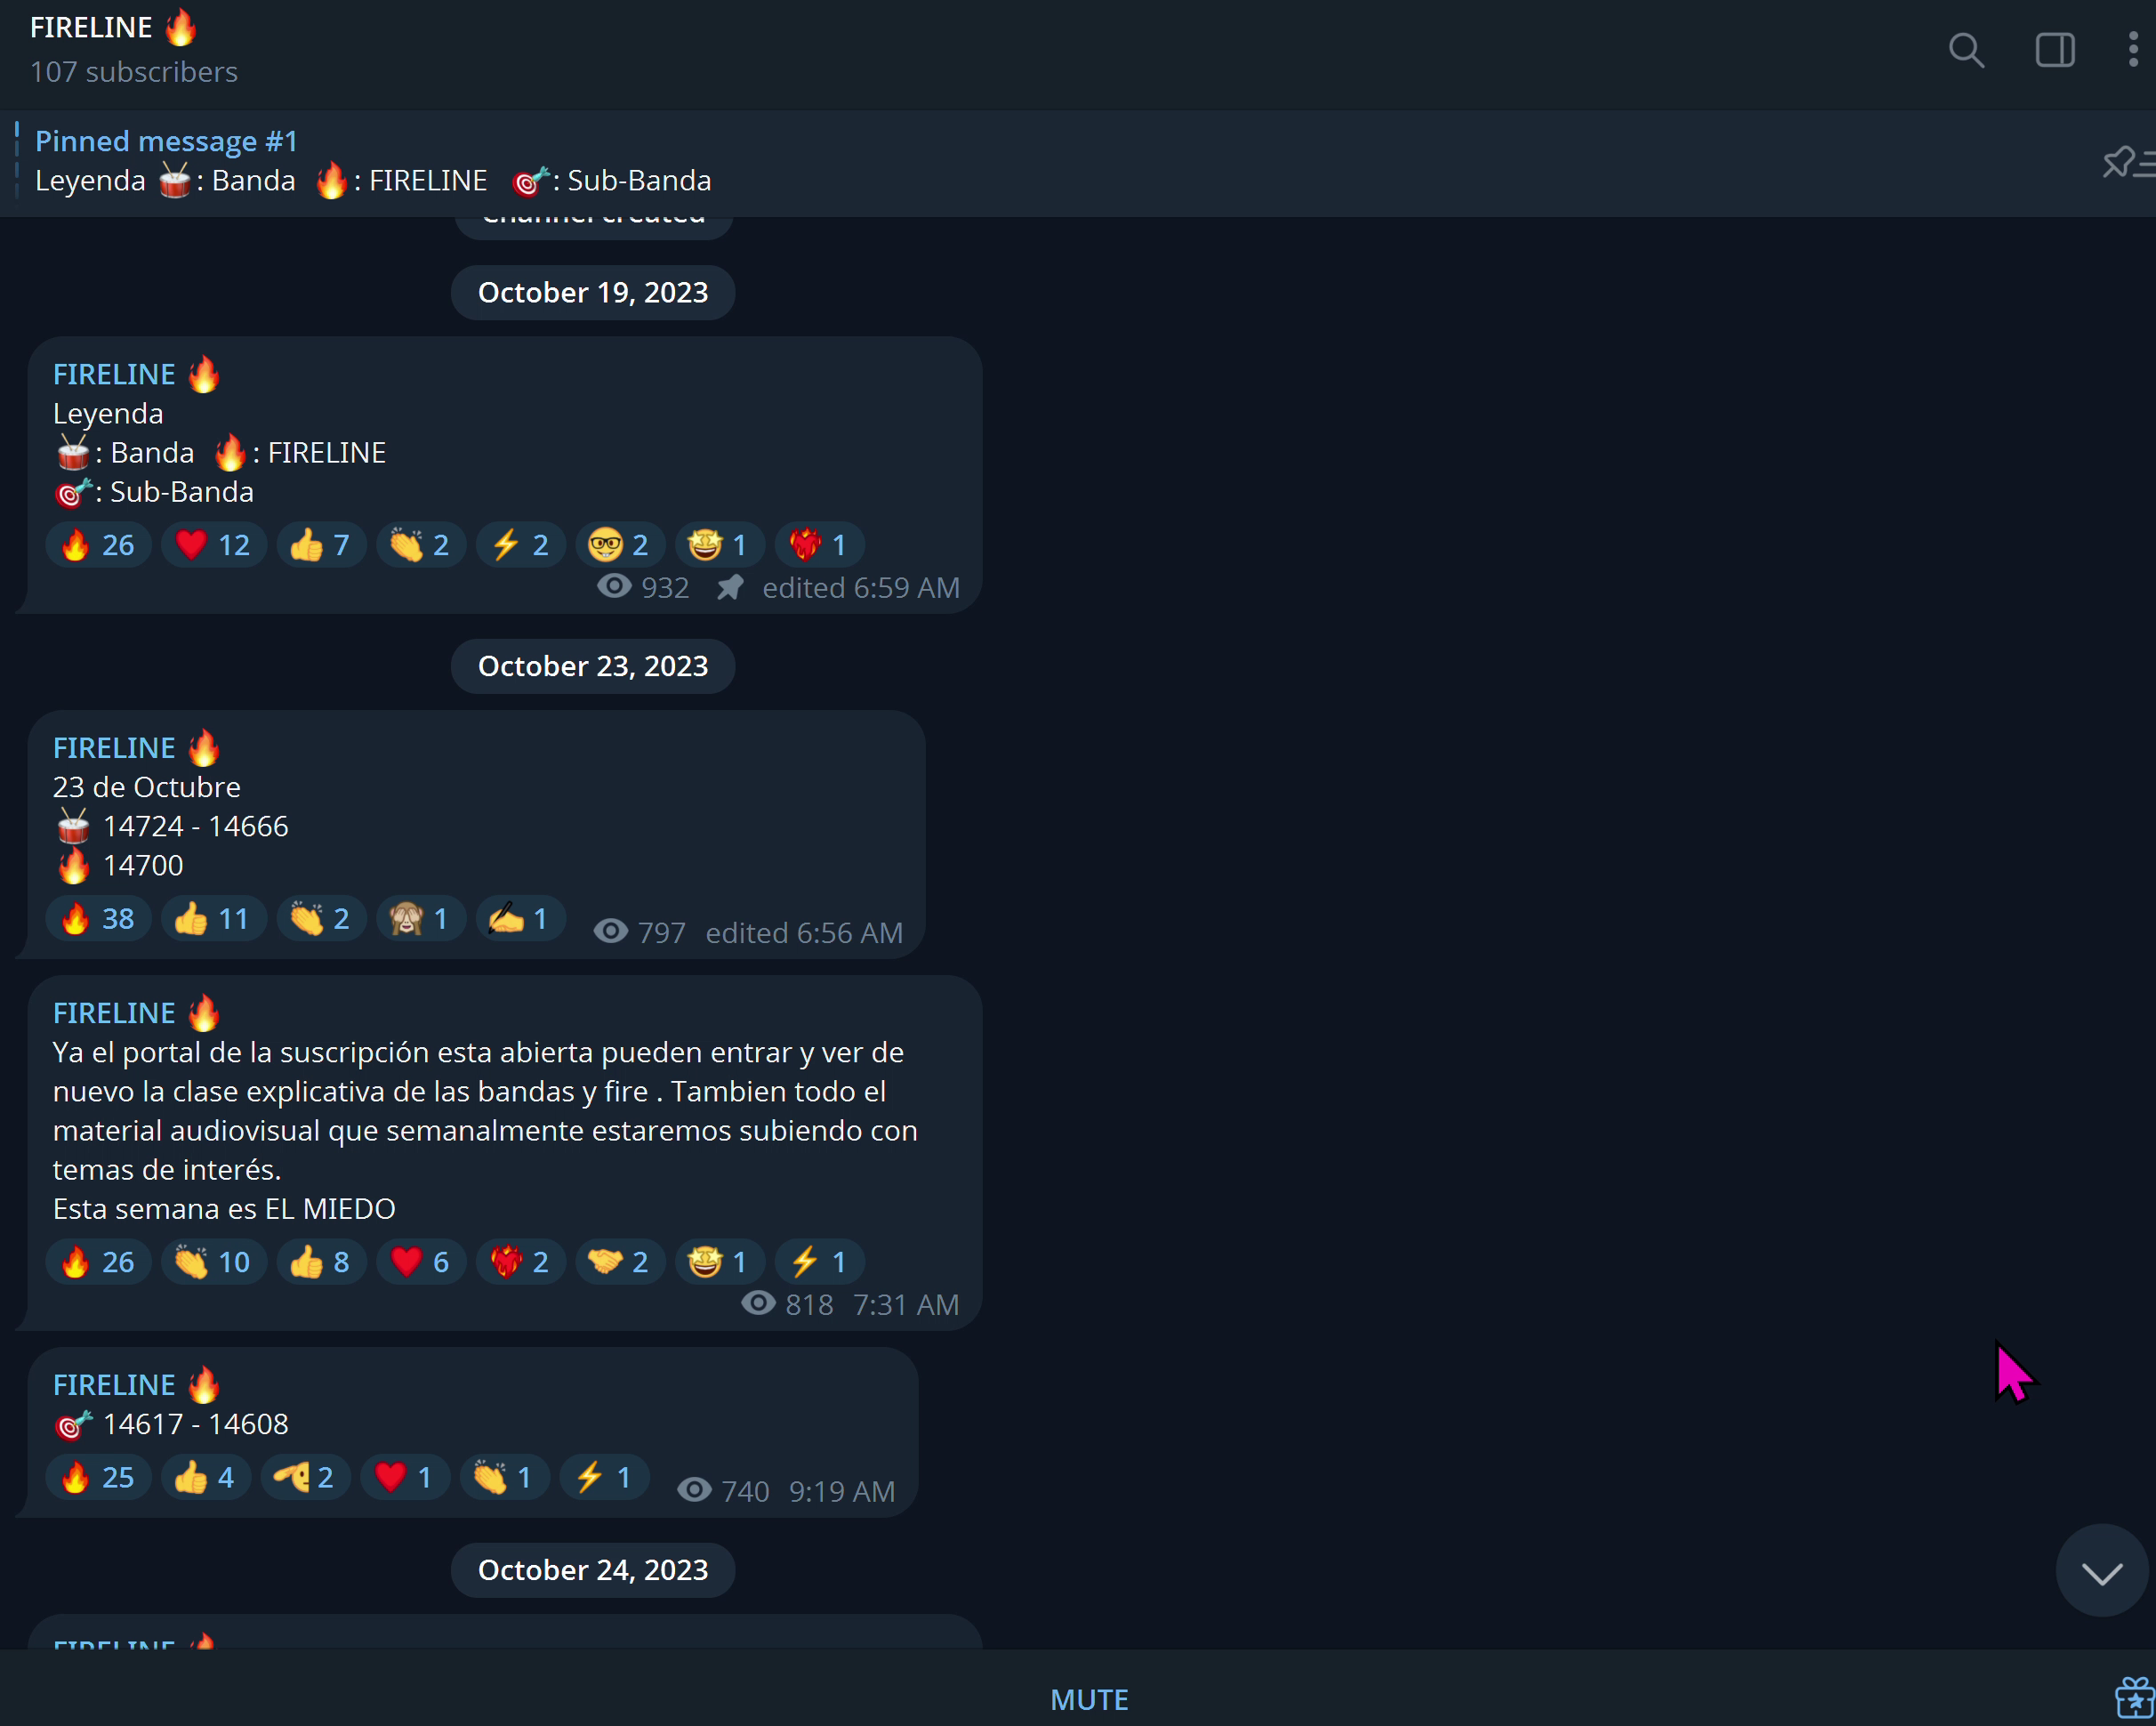 FIRELINE 🔥
107 subscribers
Pinned message #1
Leyenda 🥁: Banda 🔥: FIRELINE 🎯: Sub-Banda
Channel created
October 19, 2023
FIRELINE 🔥
Leyenda
🥁: Banda 🔥: FIRELINE
🎯: Sub-Banda
🔥 26 ❤️ 12 👍 7 👏 2 ⚡ 2 🤓 2 🤩 1 ❤️‍🔥 1
932 edited 6:59 AM
October 23, 2023
FIRELINE 🔥
23 de Octubre
🥁 14724 - 14666
🔥 14700
🔥 38 👍 11 👏 2 🙈 1 ✍️ 1 797 edited 6:56 AM
FIRELINE 🔥
Ya el portal de la suscripción esta abierta pueden entrar y ver de
nuevo la clase explicativa de las bandas y fire . Tambien todo el
material audiovisual que semanalmente estaremos subiendo con
temas de interés.
Esta semana es EL MIEDO
🔥 26 👏 10 👍 8 ❤️ 6 ❤️‍🔥 2 🤝 2 🤩 1 ⚡ 1
818 7:31 AM
FIRELINE 🔥
🎯 14617 - 14608
🔥 25 👍 4 🫡 2 ❤️ 1 👏 1 ⚡ 1 740 9:19 AM
October 24, 2023
FIRELINE 🔥
MUTE